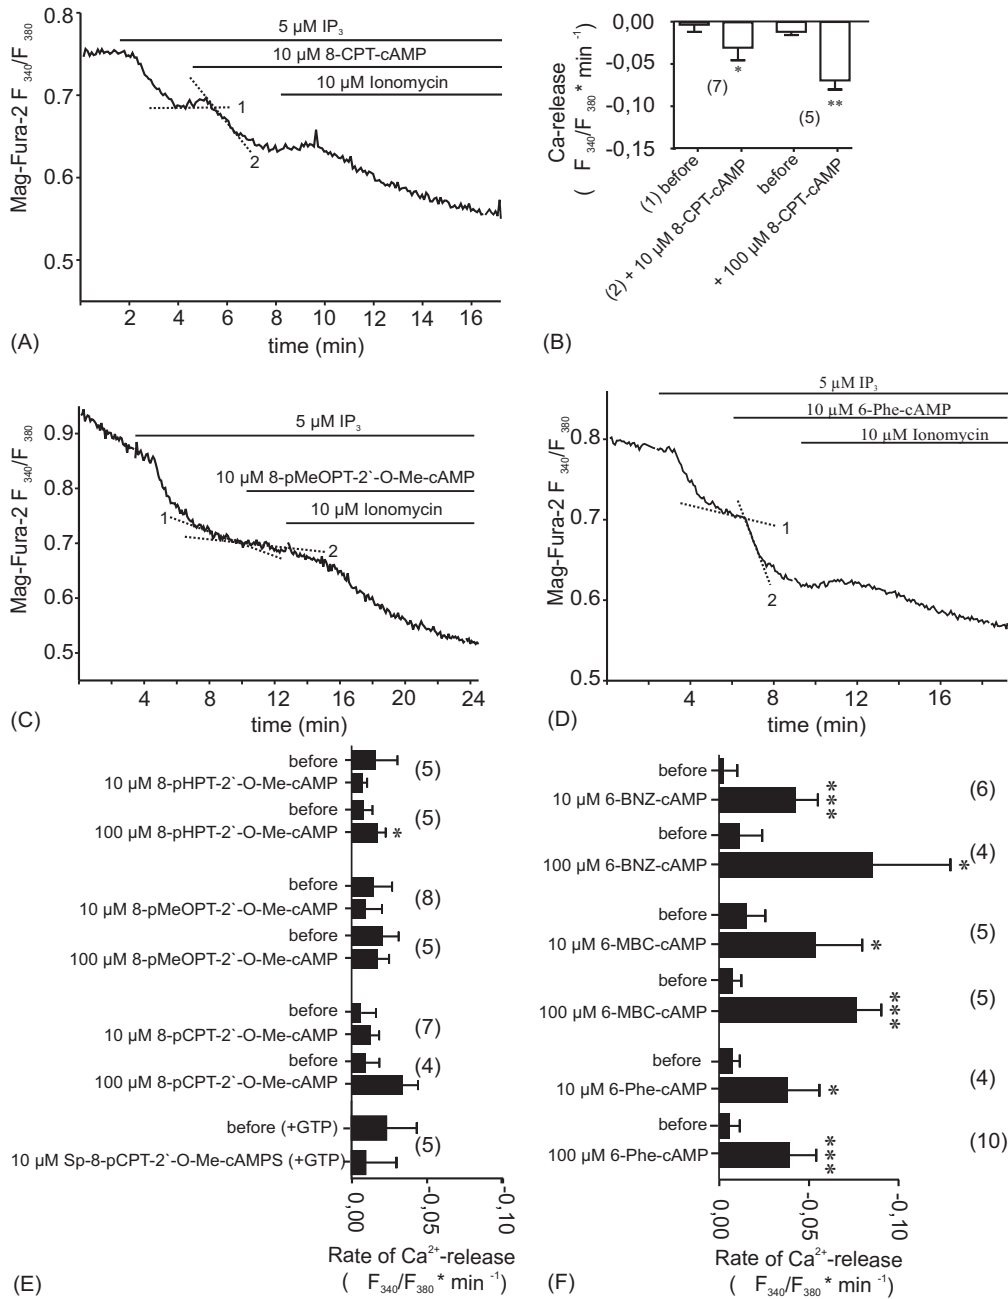 0.8
0.7
0.6
0.5
Mag-Fura-2 F 340/F 380
5 µM IP3
10 µM 8-CPT-cAMP
10 µM Ionomycin
1
2
2 4 6 8 10 12 14 16
time (min)
(A)
0,00
-0,05
-0,10
-0,15
Ca-release
( F 340/F 380 * min -1)
(7)
*
(5)
**
(1) before
(2) + 10 µM 8-CPT-cAMP
before
+ 100 µM 8-CPT-cAMP
(B)
0.9
0.8
0.7
0.6
0.5
Mag-Fura-2 F 340/F 380
5 µM IP3
10 µM 8-pMeOPT-2`-O-Me-cAMP
10 µM Ionomycin
1
2
4 8 12 16 20 24
time (min)
(C)
0.8
0.7
0.6
0.5
Mag-Fura-2 F 340/F 380
5 µM IP3
10 µM 6-Phe-cAMP
10 µM Ionomycin
1
2
4 8 12 16
time (min)
(D)
before
(5)
10 µM 8-pHPT-2`-O-Me-cAMP
before
(5)
100 µM 8-pHPT-2`-O-Me-cAMP *
before
(8)
10 µM 8-pMeOPT-2`-O-Me-cAMP
before
(5)
100 µM 8-pMeOPT-2`-O-Me-cAMP
before
(7)
10 µM 8-pCPT-2`-O-Me-cAMP
before
(4)
100 µM 8-pCPT-2`-O-Me-cAMP
before (+GTP)
(5)
10 µM Sp-8-pCPT-2`-O-Me-cAMPS (+GTP)
0,00
-0,05
-0,10
Rate of Ca2+-release
( F340/F380 * min -1)
(E)
before
(6)
10 µM 6-BNZ-cAMP ***
before
(4)
100 µM 6-BNZ-cAMP *
before
(5)
10 µM 6-MBC-cAMP *
before
(5)
100 µM 6-MBC-cAMP ***
before
(4)
10 µM 6-Phe-cAMP *
before
(10)
100 µM 6-Phe-cAMP ***
0,00
-0,05
-0,10
Rate of Ca2+-release
( F340/F380 * min -1)
(F)